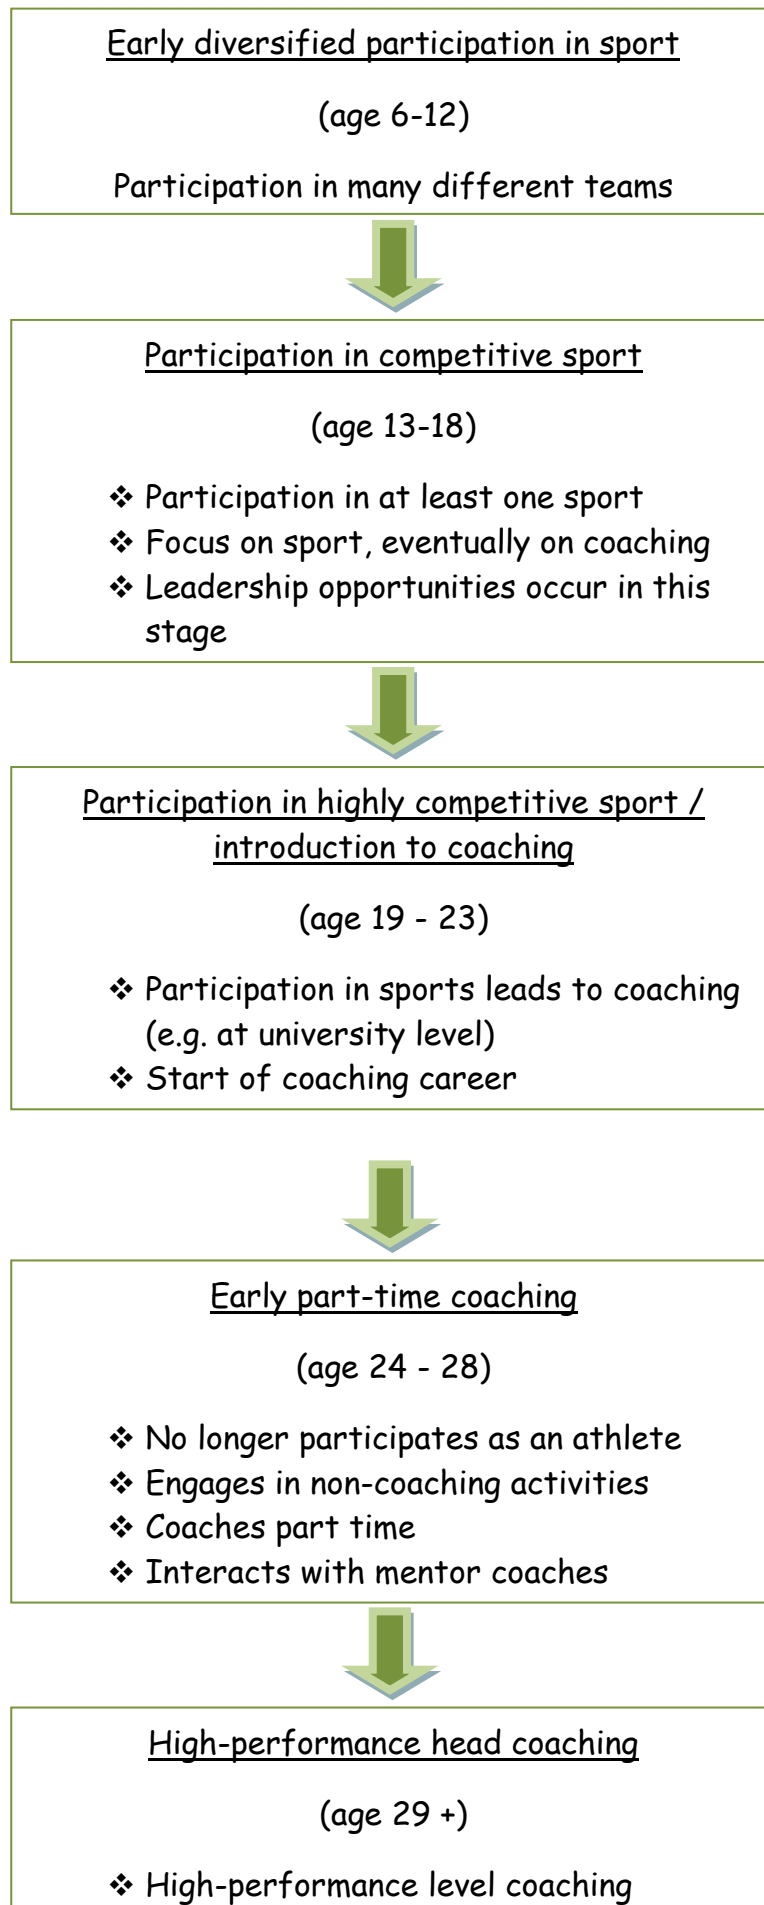 Early diversified participation in sport
(age 6-12)
Participation in many different teams
Participation in competitive sport
(age 13-18)
❖ Participation in at least one sport
❖ Focus on sport, eventually on coaching
❖ Leadership opportunities occur in this
stage
Participation in highly competitive sport /
introduction to coaching
(age 19 - 23)
❖ Participation in sports leads to coaching
(e.g. at university level)
❖ Start of coaching career
Early part-time coaching
(age 24 - 28)
❖ No longer participates as an athlete
❖ Engages in non-coaching activities
❖ Coaches part time
❖ Interacts with mentor coaches
High-performance head coaching
(age 29 +)
❖ High-performance level coaching